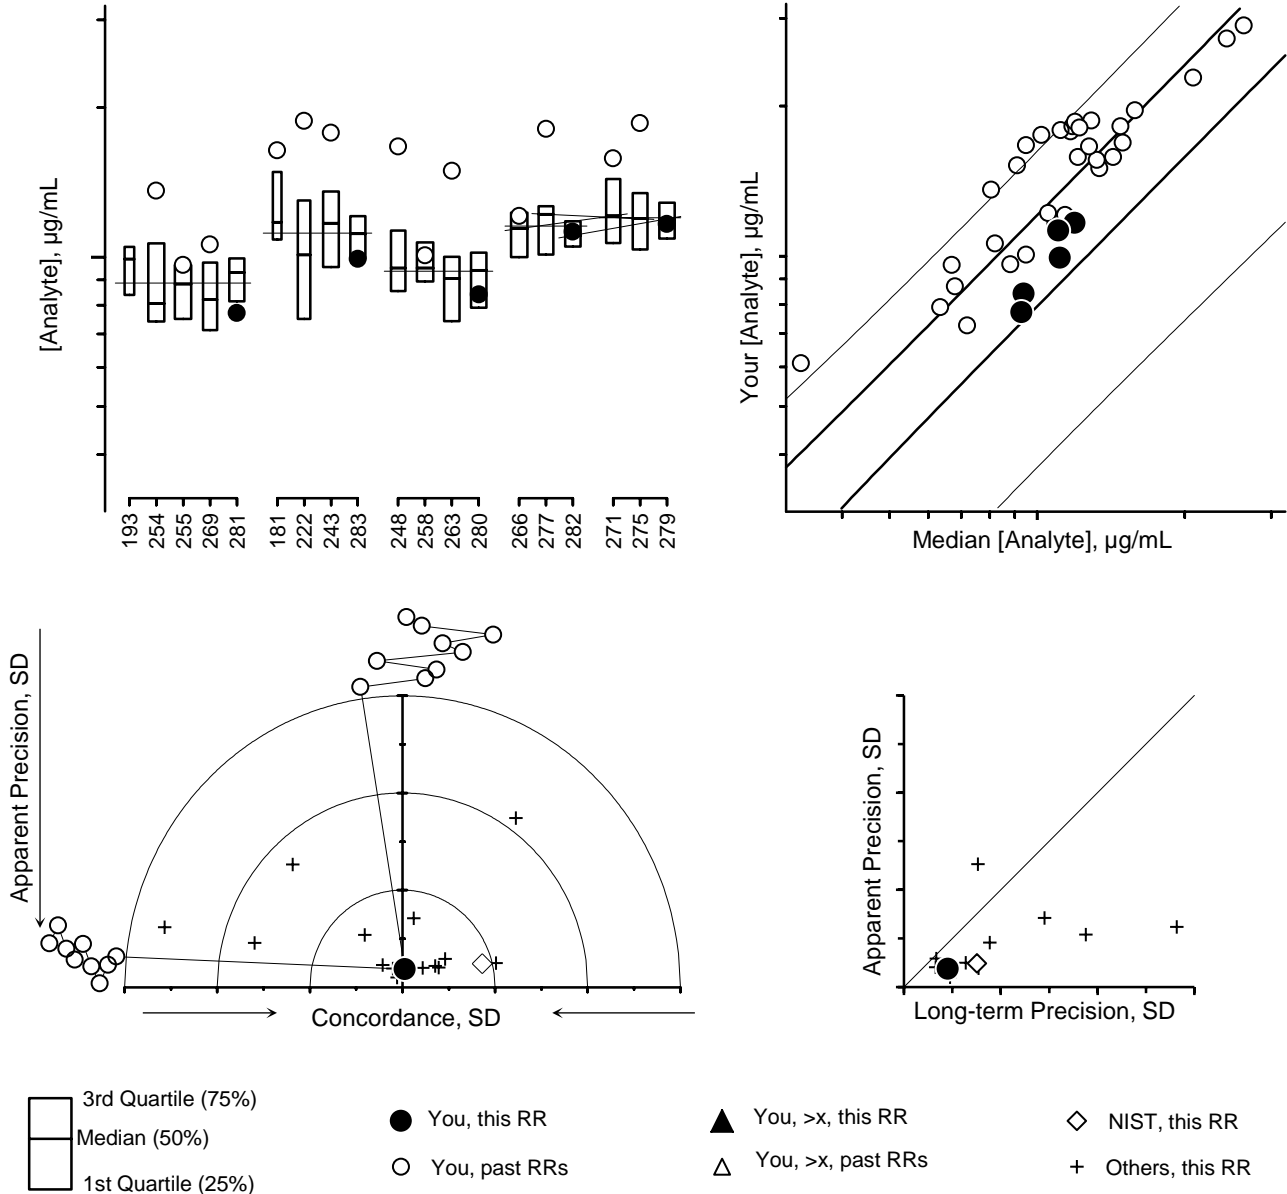 [Analyte], µg/mL
193
254
255
269
281
181
222
243
283
248
258
263
280
266
277
282
271
275
279
Your [Analyte], µg/mL
Median [Analyte], µg/mL
Apparent Precision, SD
Concordance, SD
Apparent Precision, SD
Long-term Precision, SD
3rd Quartile (75%)
Median (50%)
1st Quartile (25%)
You, this RR
You, past RRs
You, >x, this RR
You, >x, past RRs
NIST, this RR
Others, this RR